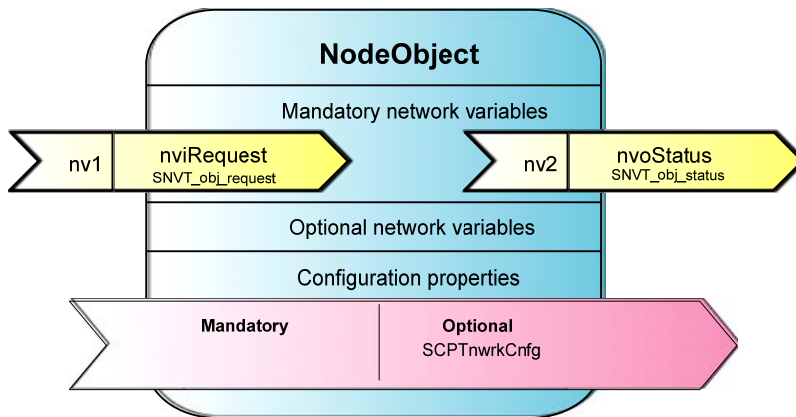 NodeObject
Mandatory network variables
nv1 nviRequest nv2 nvoStatus
SNVT_obj_request SNVT_obj_status
Optional network variables
Configuration properties
Mandatory Optional
SCPTnwrkCnfg